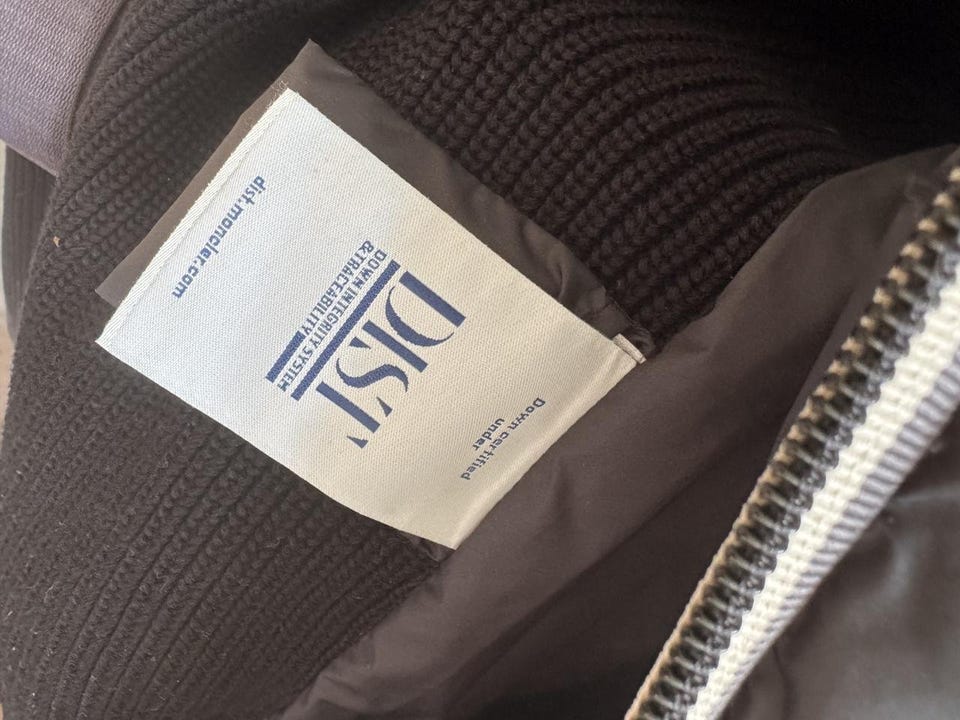 Down certified
under
DIST
DOWN INTEGRITY SYSTEM
& TRACEABILITY
dist.moncler.com